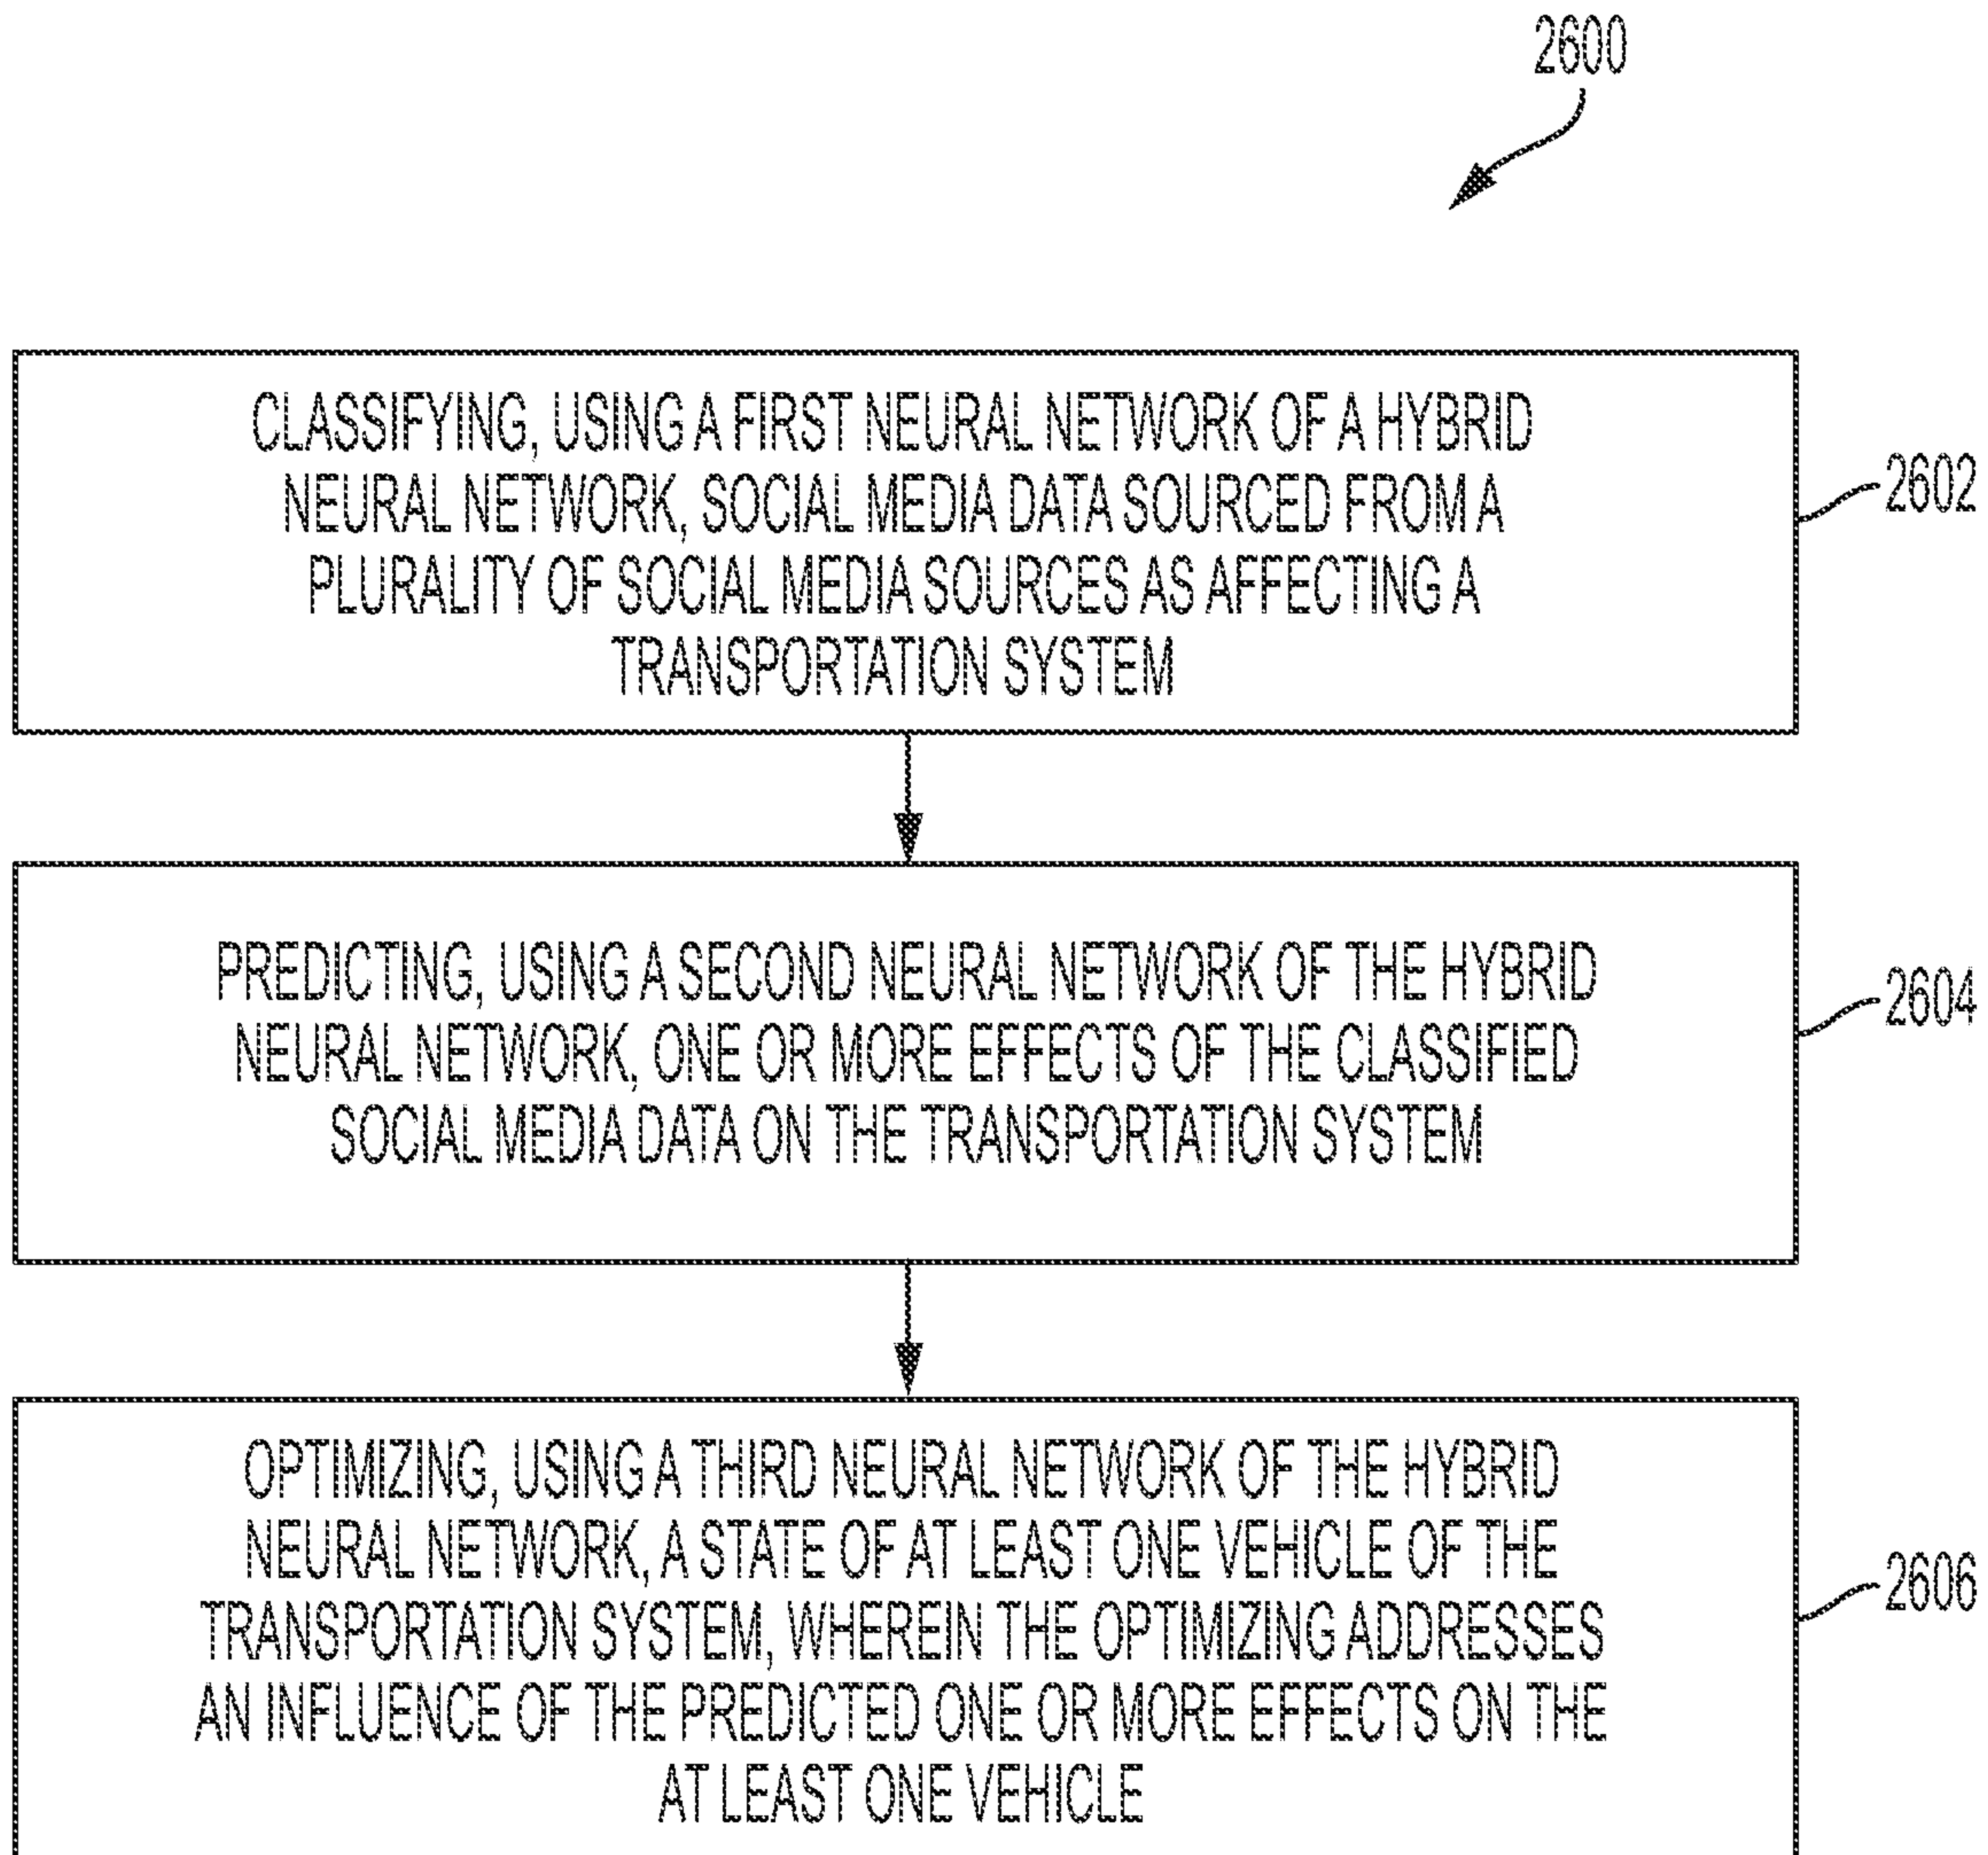 2600
CLASSIFYING, USING A FIRST NEURAL NETWORK OF A HYBRID
NEURAL NETWORK, SOCIAL MEDIA DATA SOURCED FROM A
PLURALITY OF SOCIAL MEDIA SOURCES AS AFFECTING A
TRANSPORTATION SYSTEM
2602
PREDICTING, USING A SECOND NEURAL NETWORK OF THE HYBRID
NEURAL NETWORK, ONE OR MORE EFFECTS OF THE CLASSIFIED
SOCIAL MEDIA DATA ON THE TRANSPORTATION SYSTEM
2604
OPTIMIZING, USING A THIRD NEURAL NETWORK OF THE HYBRID
NEURAL NETWORK, A STATE OF AT LEAST ONE VEHICLE OF THE
TRANSPORTATION SYSTEM, WHEREIN THE OPTIMIZING ADDRESSES
AN INFLUENCE OF THE PREDICTED ONE OR MORE EFFECTS ON THE
AT LEAST ONE VEHICLE
2606